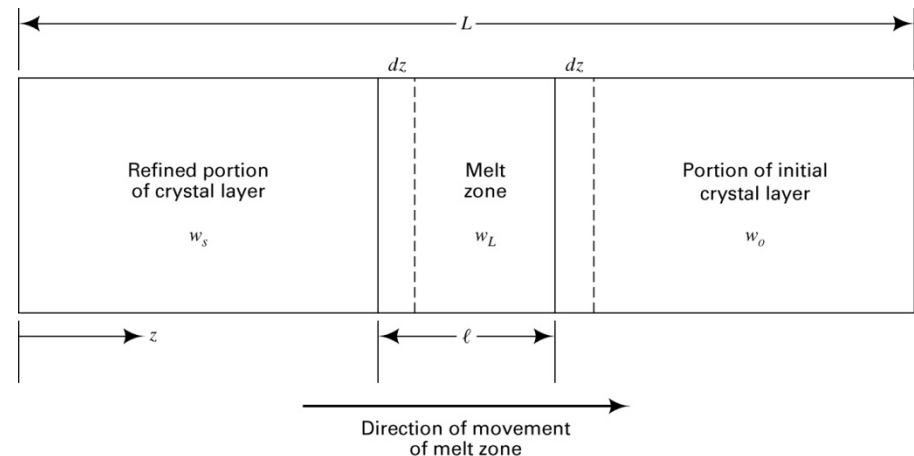 L
dz
dz
Refined portion
of crystal layer
w_s
Melt
zone
w_L
Portion of initial
crystal layer
w_o
z
ℓ
Direction of movement
of melt zone